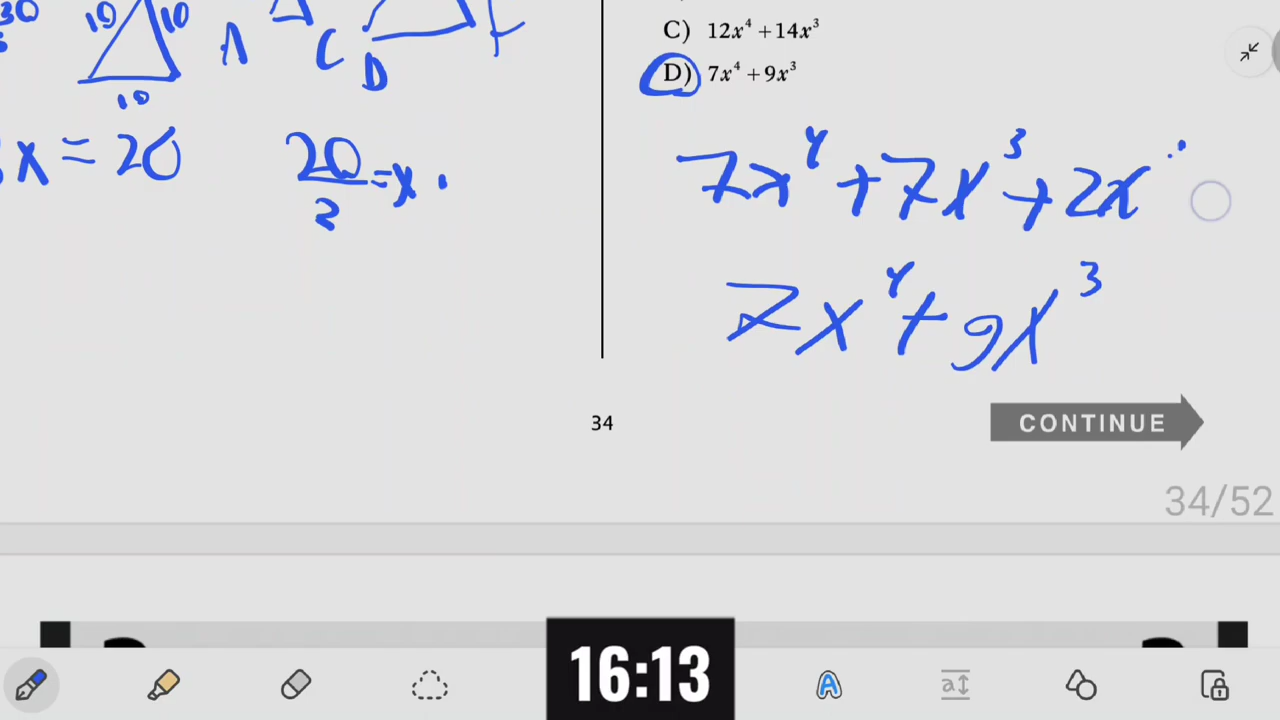 30
10 10
A C
D
10
x = 20
20/3 = x .
C) 12x⁴ + 14x³
D) 7x⁴ + 9x³
7x⁴ + 7x³ + 2x
7x⁴ + 9x³
34
CONTINUE
34/52
16:13
A
a